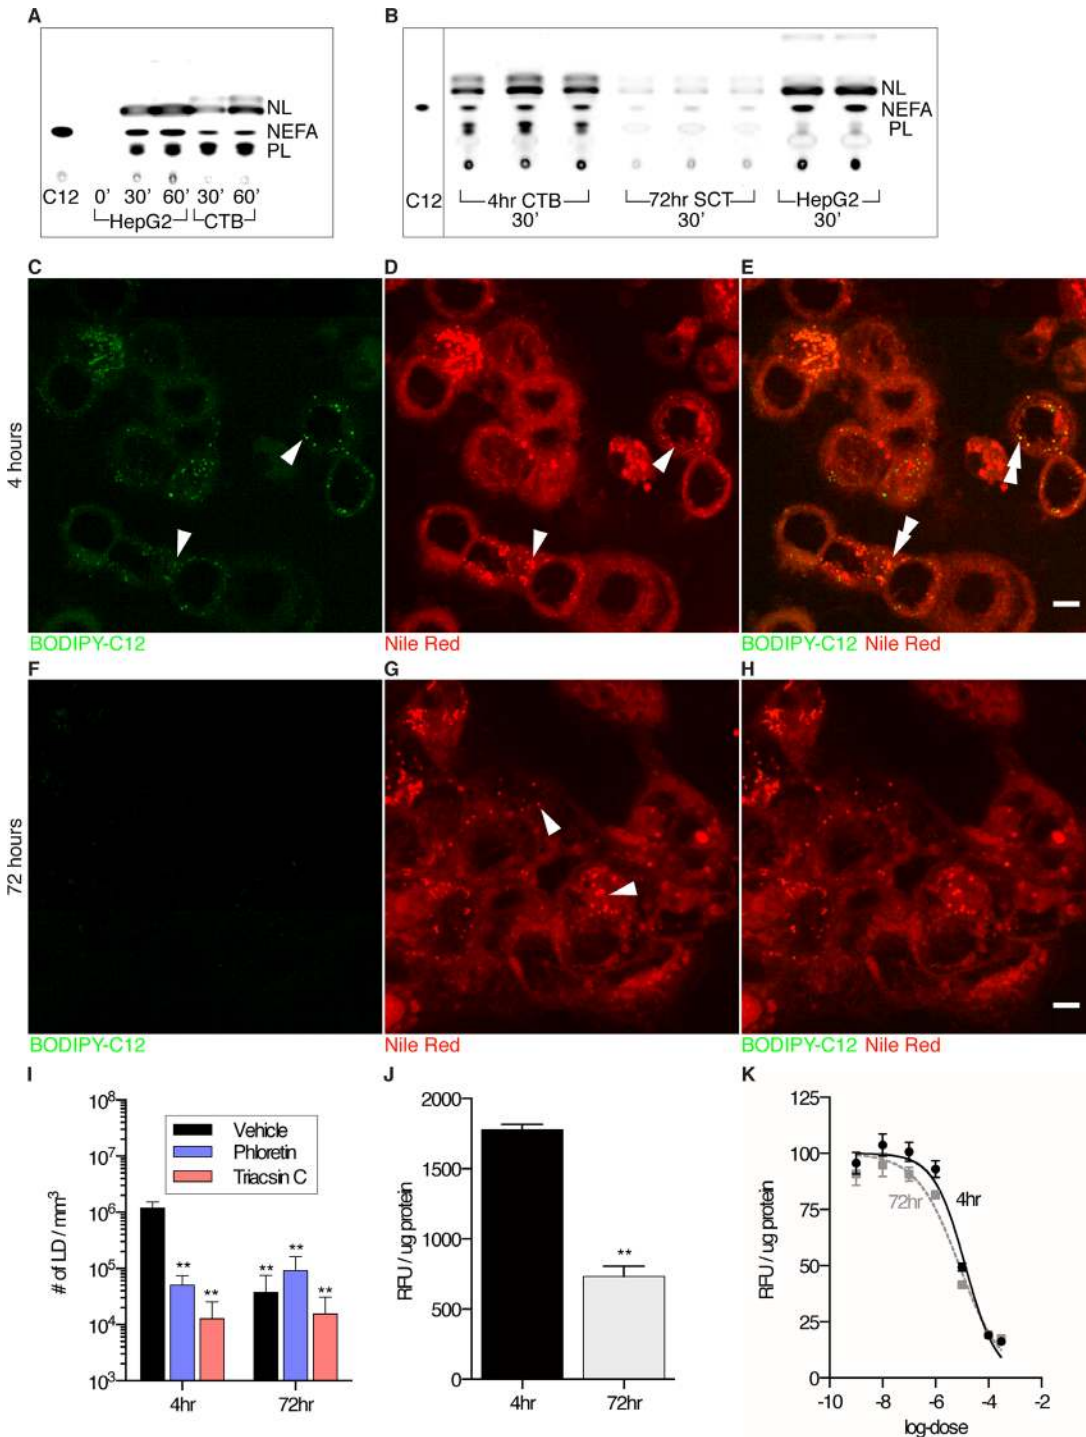 A
NL
NEFA
PL
C12 0' 30' 60' 30' 60'
HepG2 CTB
B
NL
NEFA
PL
C12
4hr CTB 72hr SCT HepG2
30' 30' 30'
C D E
4 hours
BODIPY-C12 Nile Red BODIPY-C12 Nile Red
F G H
72 hours
BODIPY-C12 Nile Red BODIPY-C12 Nile Red
I
# of LD / mm³
10⁸
10⁷
10⁶
10⁵
10⁴
10³
Vehicle
Phloretin
Triacsin C
** ** ** ** **
4hr 72hr
J
RFU / ug protein
2000
1500
1000
500
0
**
4hr 72hr
K
RFU / ug protein
125
100
75
50
25
0
72hr 4hr
-10 -8 -6 -4 -2
log-dose